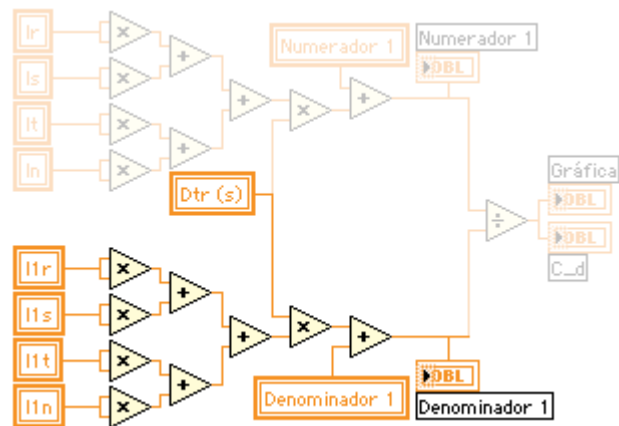 Ir
Is
It
In
Numerador 1
Numerador 1
DBL
Dtr (s)
Gráfica
DBL
DBL
C_d
I1r
I1s
I1t
I1n
Denominador 1
DBL
Denominador 1